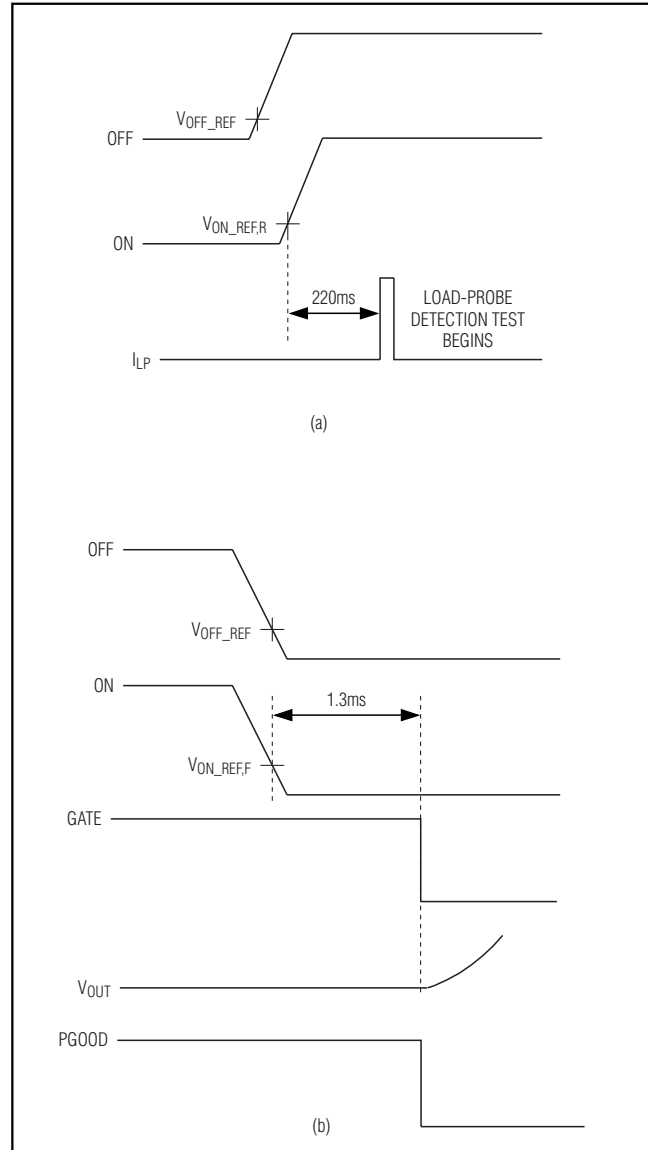 VOFF_REF
OFF
VON_REF,R
ON
220ms
LOAD-PROBE
DETECTION TEST
BEGINS
ILP
(a)
OFF
VOFF_REF
ON
1.3ms
VON_REF,F
GATE
VOUT
PGOOD
(b)